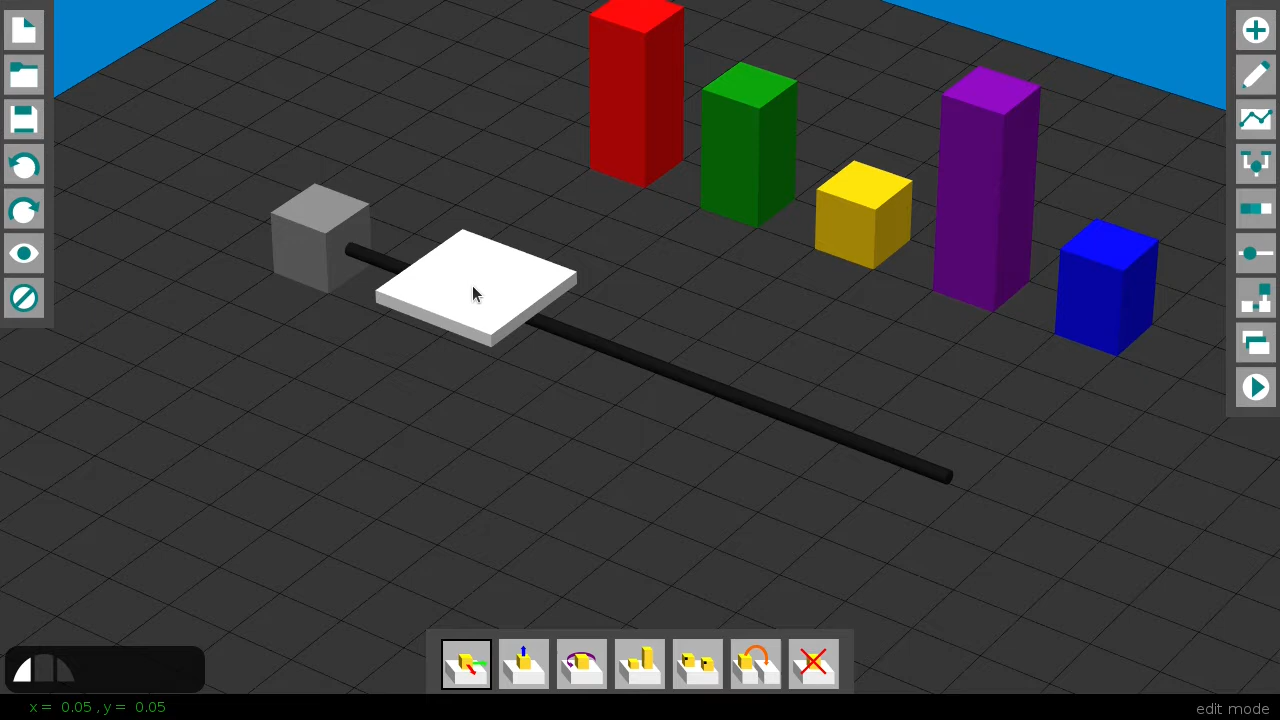 x = 0.05 , y = 0.05
edit mode